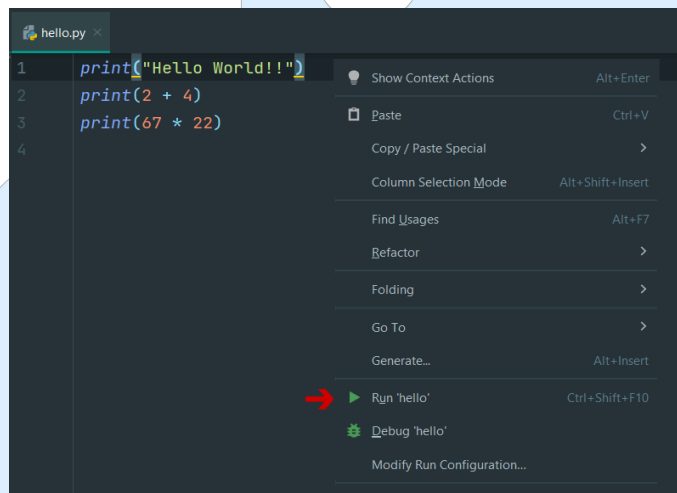 hello.py
1 print("Hello World!!")
2 print(2 + 4)
3 print(67 * 22)
4
Show Context Actions Alt+Enter
Paste Ctrl+V
Copy / Paste Special
Column Selection Mode Alt+Shift+Insert
Find Usages Alt+F7
Refactor
Folding
Go To
Generate... Alt+Insert
Run 'hello' Ctrl+Shift+F10
Debug 'hello'
Modify Run Configuration...